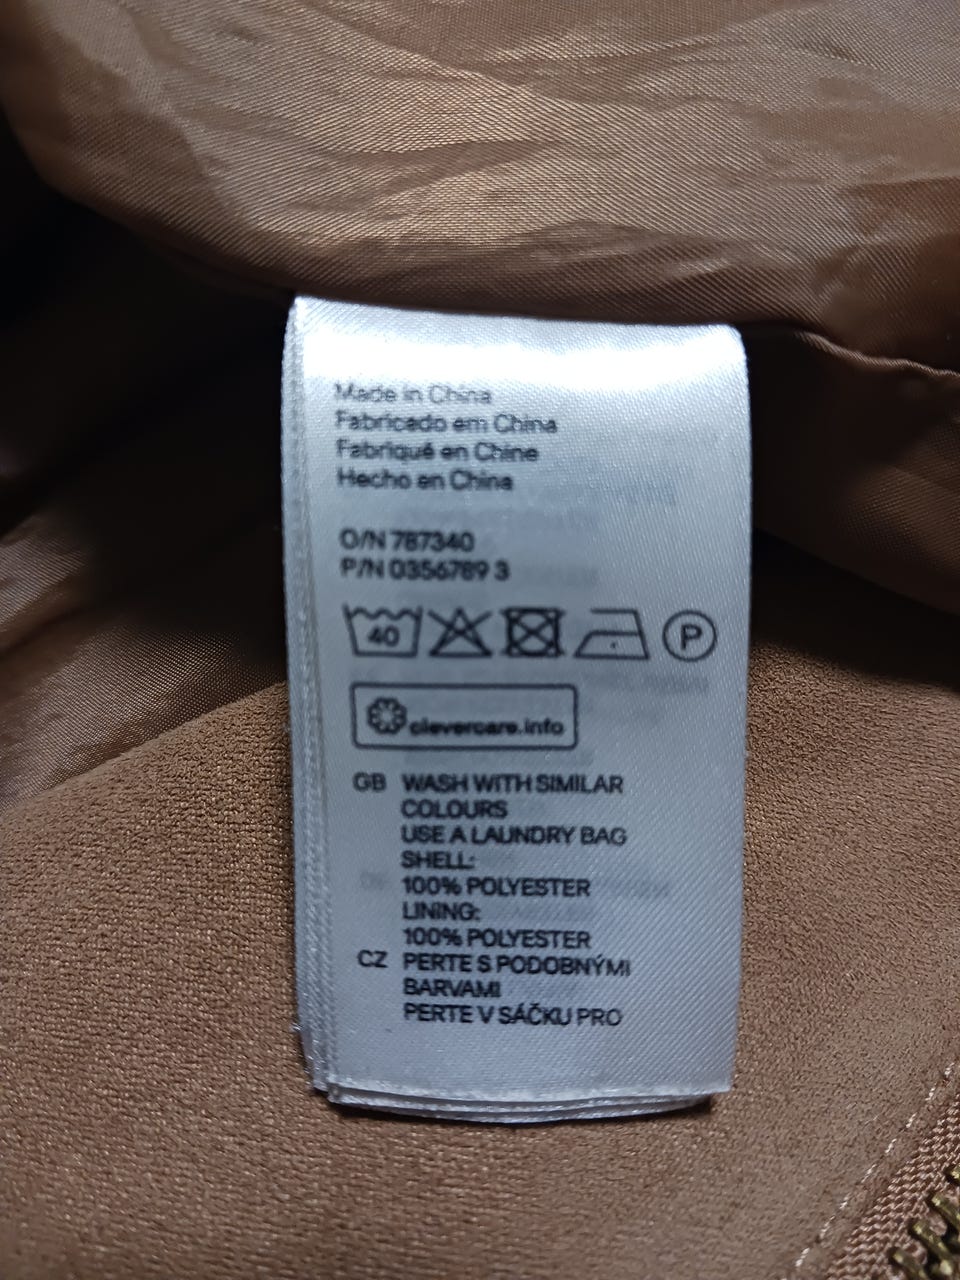 Made in China
Fabricado em China
Fabriqué en Chine
Hecho en China
O/N 787340
P/N 0356789 3
40 P
clevercare.info
GB WASH WITH SIMILAR
COLOURS
USE A LAUNDRY BAG
SHELL:
100% POLYESTER
LINING:
100% POLYESTER
CZ PERTE S PODOBNÝMI
BARVAMI
PERTE V SÁČKU PRO